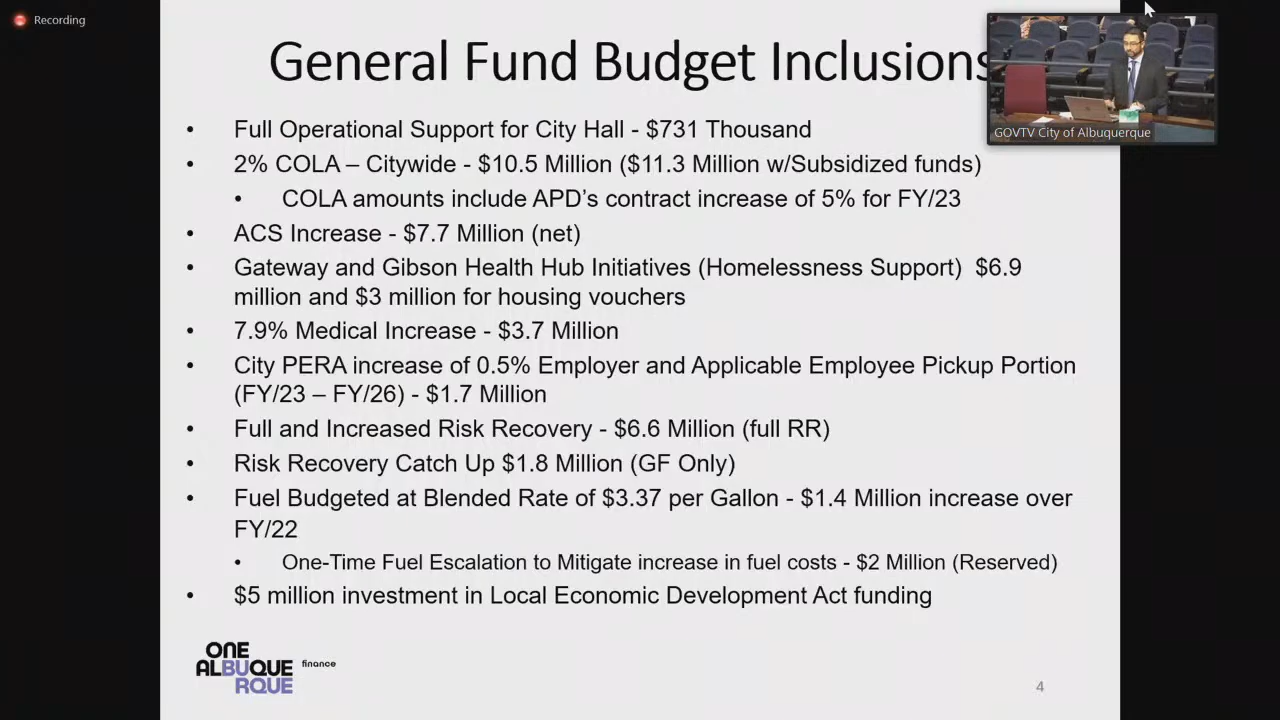 Recording
General Fund Budget Inclusions
GOVTV City of Albuquerque
• Full Operational Support for City Hall - $731 Thousand
• 2% COLA – Citywide - $10.5 Million ($11.3 Million w/Subsidized funds)
• COLA amounts include APD's contract increase of 5% for FY/23
• ACS Increase - $7.7 Million (net)
• Gateway and Gibson Health Hub Initiatives (Homelessness Support) $6.9
million and $3 million for housing vouchers
• 7.9% Medical Increase - $3.7 Million
• City PERA increase of 0.5% Employer and Applicable Employee Pickup Portion
(FY/23 – FY/26) - $1.7 Million
• Full and Increased Risk Recovery - $6.6 Million (full RR)
• Risk Recovery Catch Up $1.8 Million (GF Only)
• Fuel Budgeted at Blended Rate of $3.37 per Gallon - $1.4 Million increase over
FY/22
• One-Time Fuel Escalation to Mitigate increase in fuel costs - $2 Million (Reserved)
• $5 million investment in Local Economic Development Act funding
ONE
ALBUQUE
RQUE
finance
4